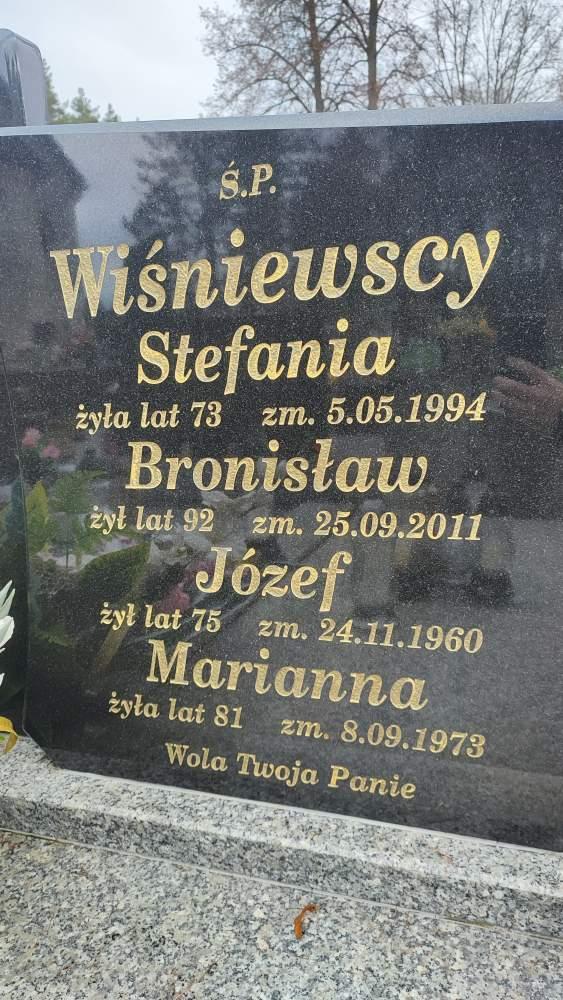 Ś.P.
Wiśniewscy
Stefania
żyła lat 73 zm. 5.05.1994
Bronisław
żył lat 92 zm. 25.09.2011
Józef
żył lat 75 zm. 24.11.1960
Marianna
żyła lat 81 zm. 8.09.1973
Wola Twoja Panie